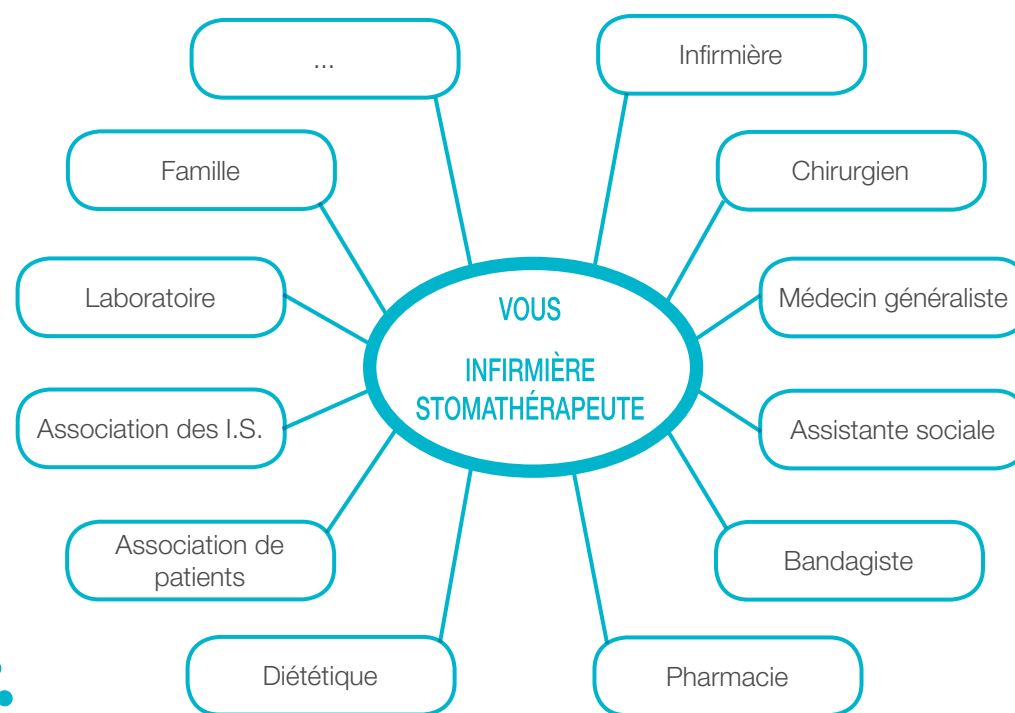 ...
Infirmière
Famille
Chirurgien
Laboratoire
VOUS
Médecin généraliste
INFIRMIÈRE
STOMATHÉRAPEUTE
Association des I.S.
Assistante sociale
Association de
patients
Bandagiste
Diététique
Pharmacie